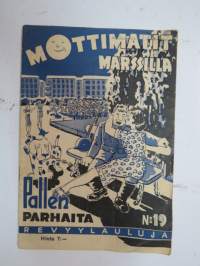 MOTTIMATIT
MARSSILLA
Pallen
PARHAITA
N:19
REVYYLAULUJA
Hinta 7:—